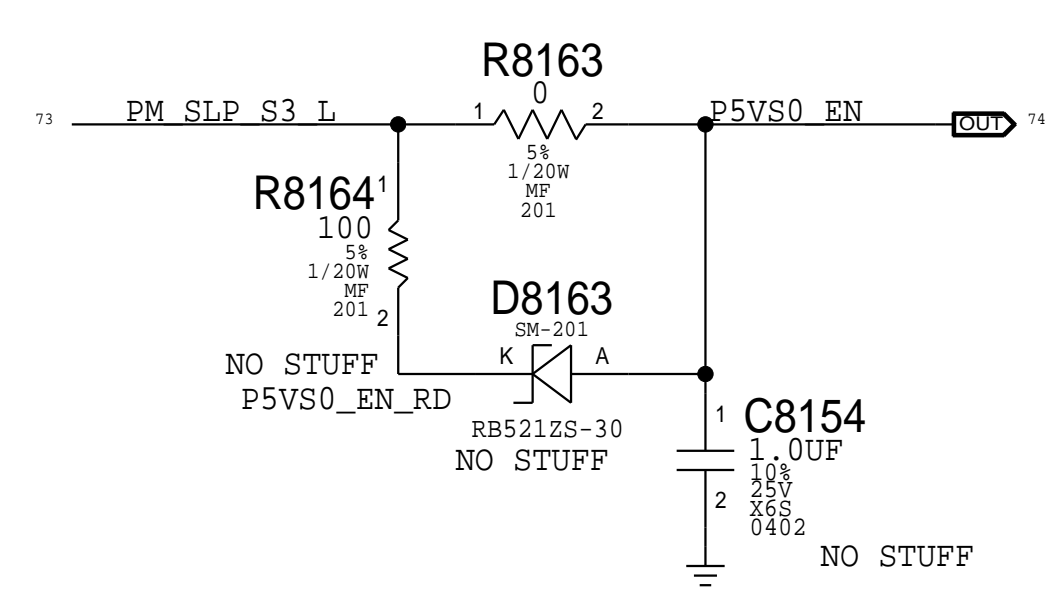 R8163
0
73
PM_SLP_S3_L
1
2
P5VS0_EN
OUT
74
5%
1/20W
MF
201
R8164
1
100
5%
1/20W
MF
201
2
D8163
SM-201
K
A
NO STUFF
P5VS0_EN_RD
RB521ZS-30
NO STUFF
1
C8154
1.0UF
10%
25V
X6S
0402
2
NO STUFF